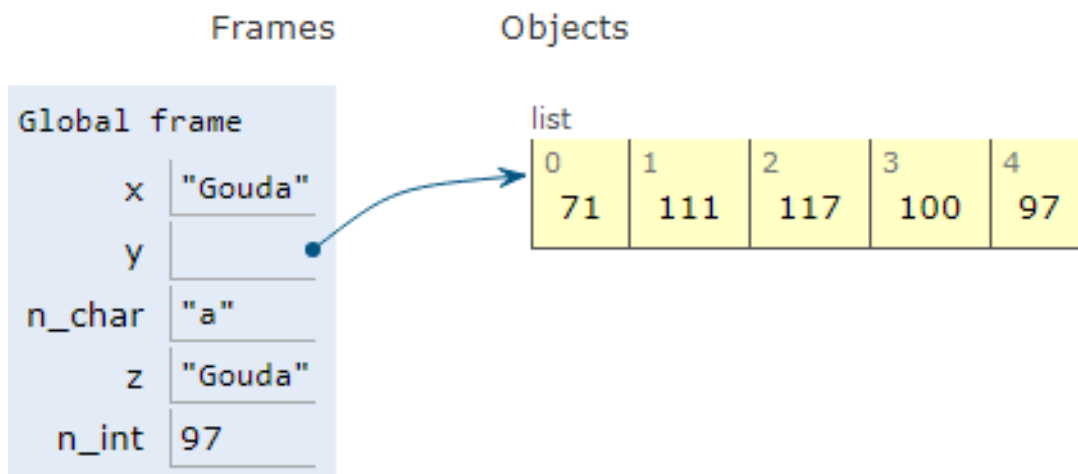 Frames Objects
Global frame
list
0 1 2 3 4
71 111 117 100 97
x "Gouda"
y
n_char "a"
z "Gouda"
n_int 97